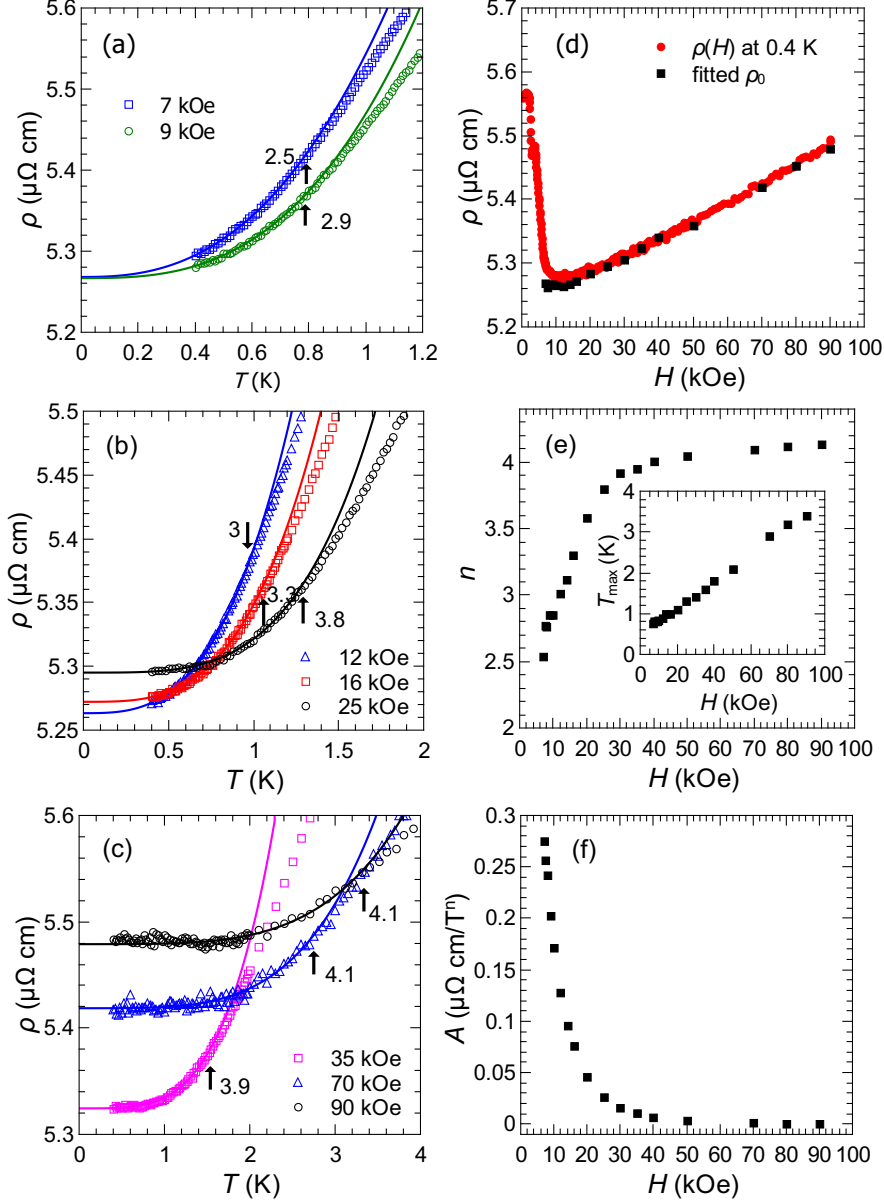 (a)
5.6
5.5
5.4
5.3
5.2
ρ (μΩ cm)
7 kOe
9 kOe
2.5
2.9
0 0.2 0.4 0.6 0.8 1 1.2
T (K)
(d)
ρ(H) at 0.4 K
fitted ρ0
5.7
5.6
5.5
5.4
5.3
5.2
ρ (μΩ cm)
0 10 20 30 40 50 60 70 80 90 100
H (kOe)
(b)
5.5
5.45
5.4
5.35
5.3
5.25
5.2
ρ (μΩ cm)
3
3.3
3.8
12 kOe
16 kOe
25 kOe
0 0.5 1 1.5 2
T (K)
(e)
4
3.5
3
2.5
2
n
4
3
2
1
0
Tmax (K)
0 20 40 60 80 100
H (kOe)
0 10 20 30 40 50 60 70 80 90 100
H (kOe)
(c)
5.6
5.5
5.4
5.3
ρ (μΩ cm)
4.1
4.1
3.9
35 kOe
70 kOe
90 kOe
0 1 2 3 4
T (K)
(f)
0.3
0.25
0.2
0.15
0.1
0.05
0
A (μΩ cm/Tⁿ)
0 10 20 30 40 50 60 70 80 90 100
H (kOe)